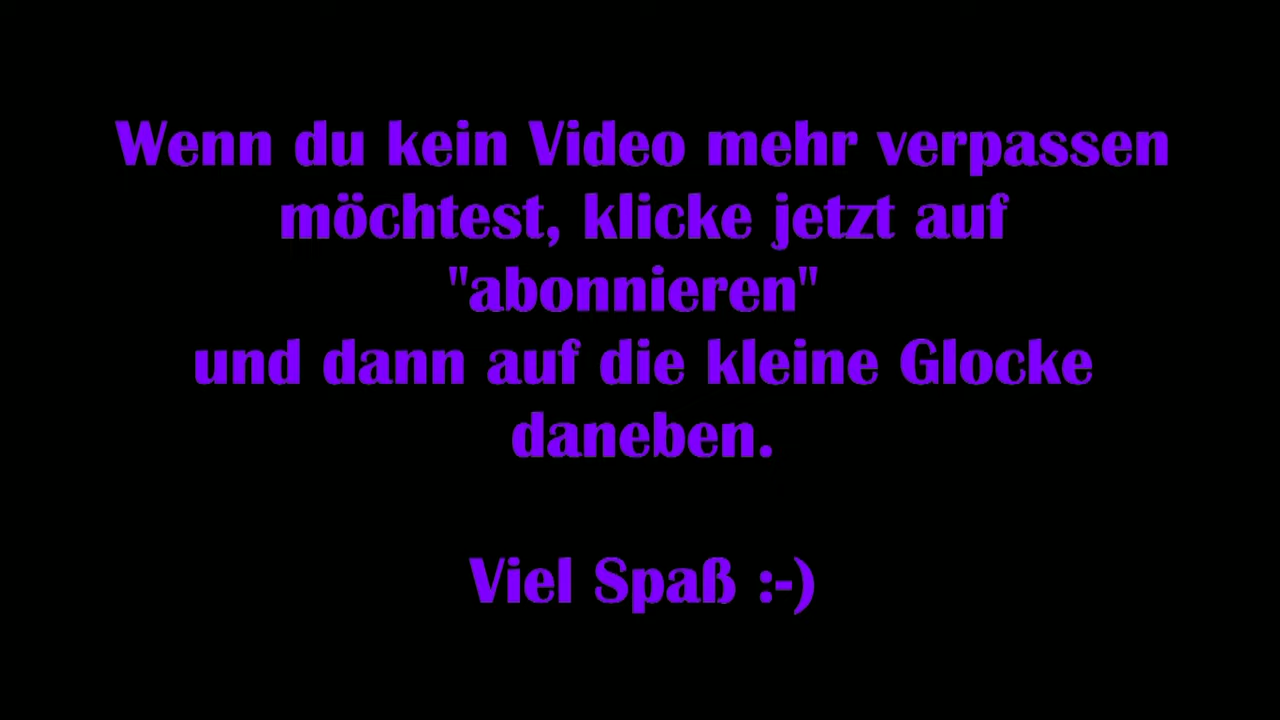 Wenn du kein Video mehr verpassen
möchtest, klicke jetzt auf
"abonnieren"
und dann auf die kleine Glocke
daneben.
Viel Spaß :-)